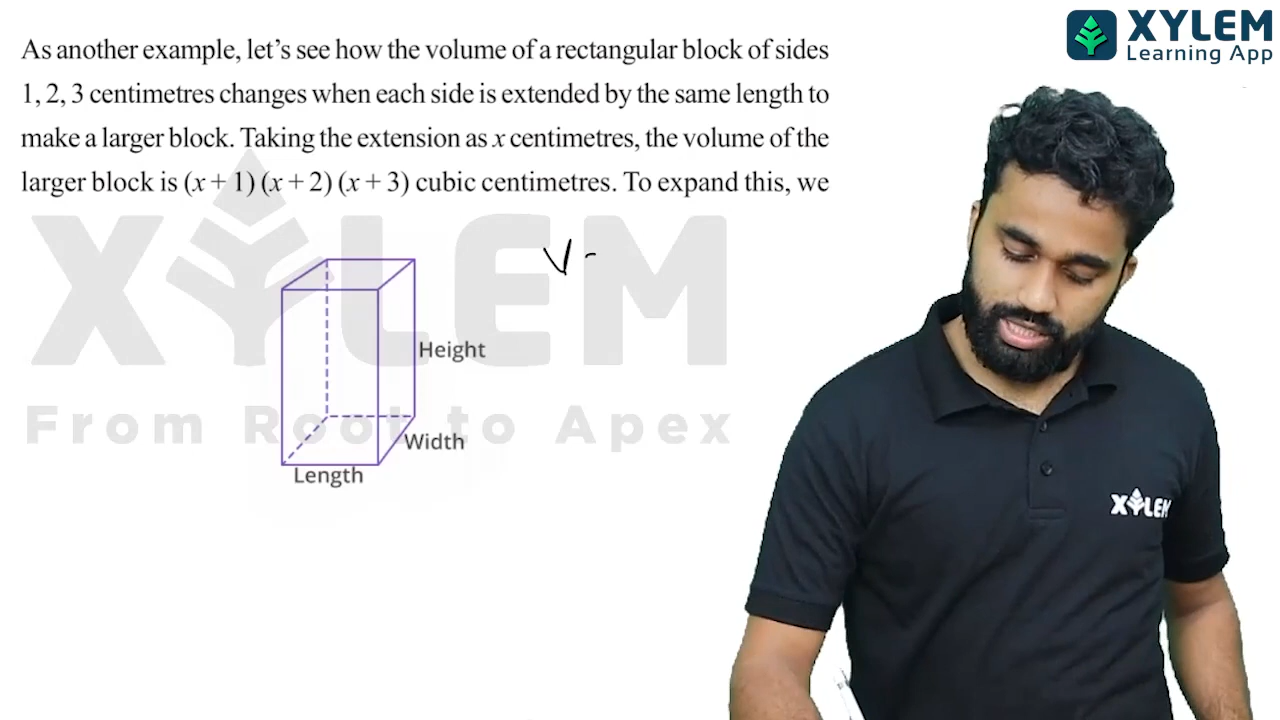 XYLEM
Learning App
As another example, let’s see how the volume of a rectangular block of sides
1, 2, 3 centimetres changes when each side is extended by the same length to
make a larger block. Taking the extension as x centimetres, the volume of the
larger block is (x + 1) (x + 2) (x + 3) cubic centimetres. To expand this, we
V -
XYLEM
From Root to Apex
Height
Width
Length
XYLEM